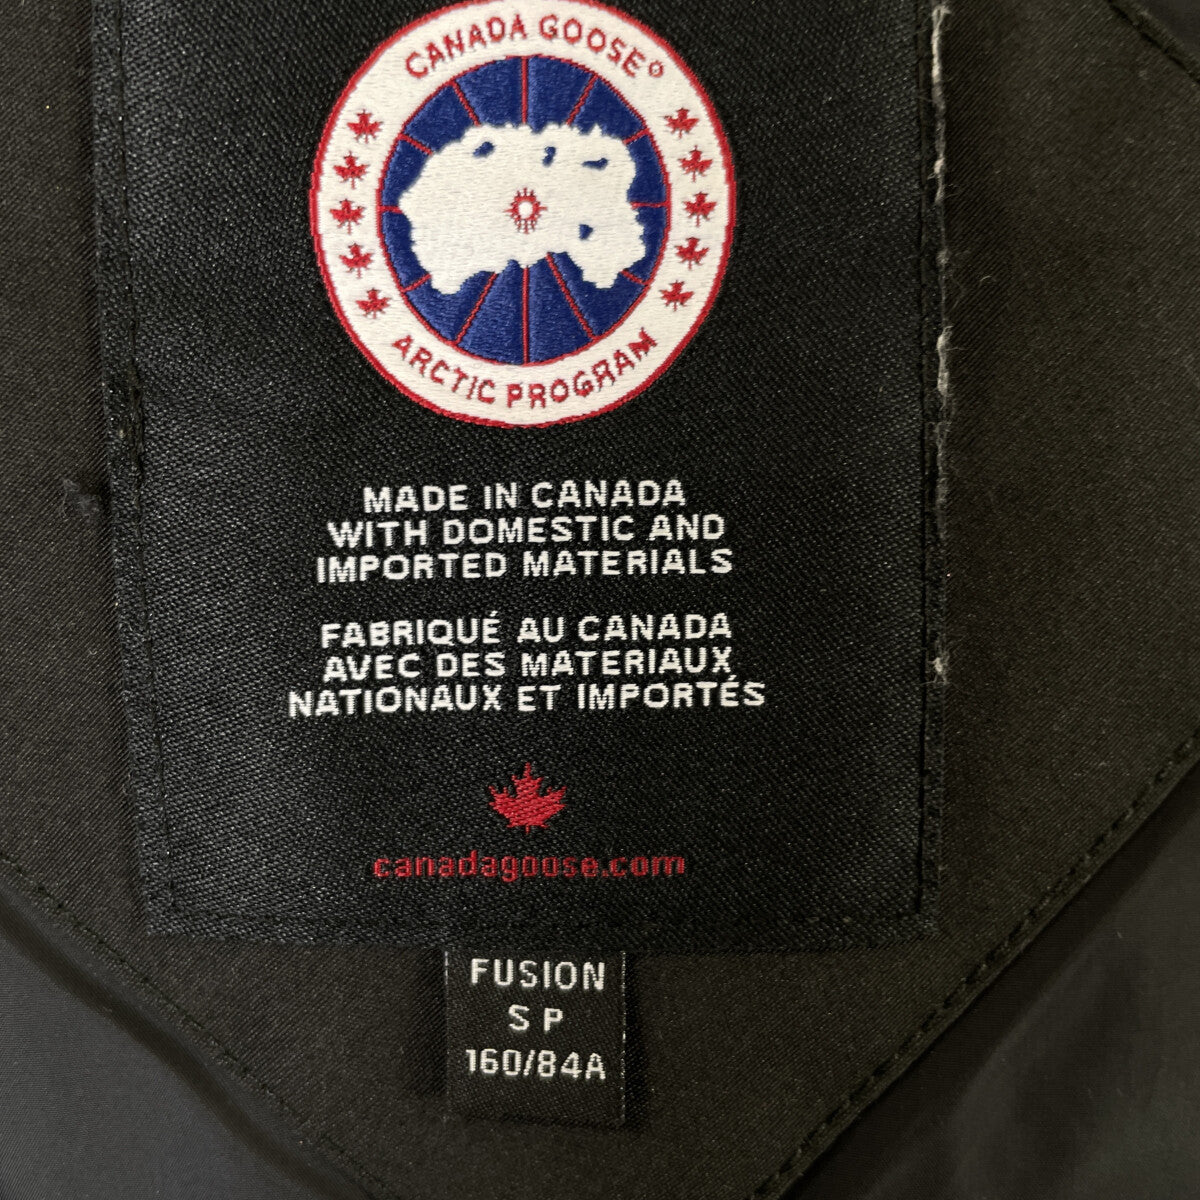 CANADA GOOSE®
ARCTIC PROGRAM
MADE IN CANADA
WITH DOMESTIC AND
IMPORTED MATERIALS
FABRIQUÉ AU CANADA
AVEC DES MATERIAUX
NATIONAUX ET IMPORTÉS
canadagoose.com
FUSION
S P
160/84A